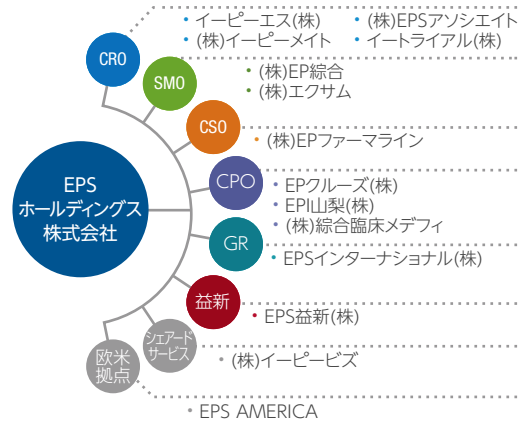 EPS
ホールディングス
株式会社
CRO
・イーピーエス(株) ・(株)EPSアソシエイト
・(株)イーピーメイト ・イートライアル(株)
SMO
・(株)EP綜合
・(株)エクサム
CSO
・(株)EPファーマライン
CPO
・EPクルーズ(株)
・EPI山梨(株)
・(株)綜合臨床メデフィ
GR
・EPSインターナショナル(株)
益新
・EPS益新(株)
シェアード
サービス
・(株)イーピービズ
欧米
拠点
・EPS AMERICA